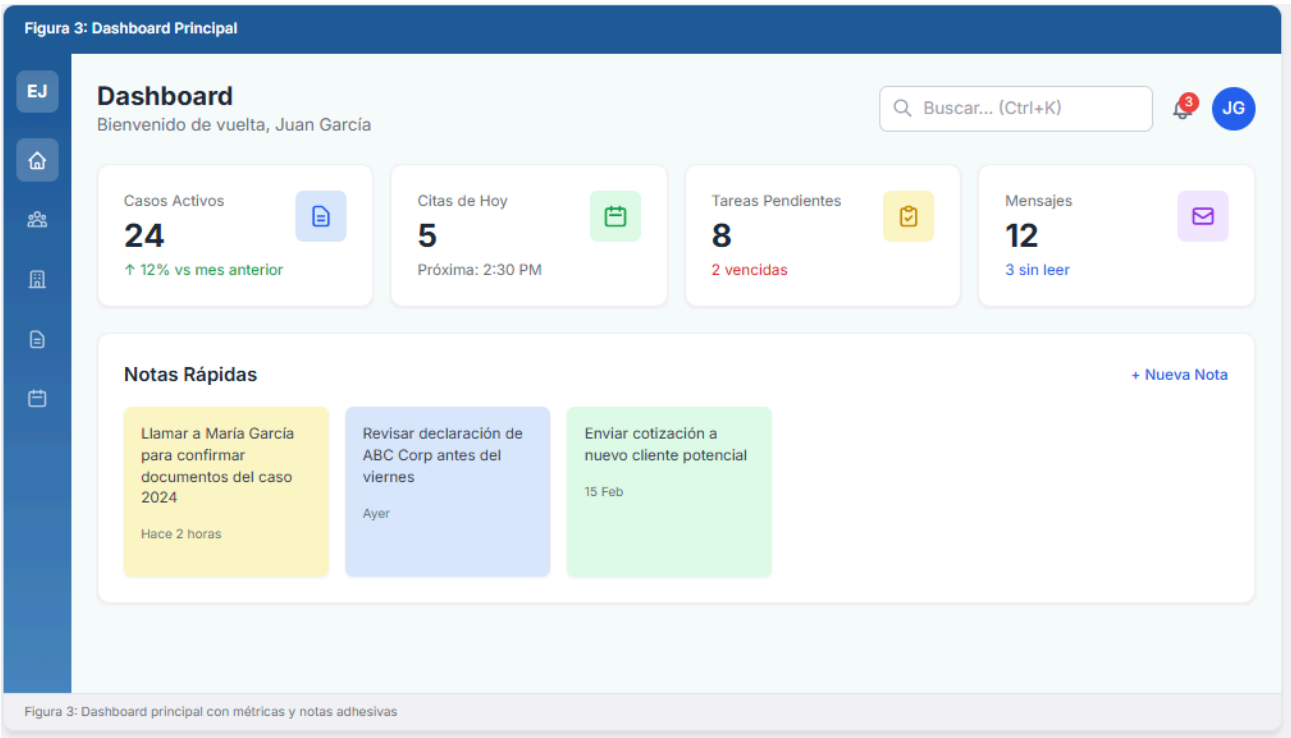 Figura 3: Dashboard Principal
EJ
Dashboard
Bienvenido de vuelta, Juan García
Buscar... (Ctrl+K)
3
JG
Casos Activos
24
↑ 12% vs mes anterior
Citas de Hoy
5
Próxima: 2:30 PM
Tareas Pendientes
8
2 vencidas
Mensajes
12
3 sin leer
Notas Rápidas
+ Nueva Nota
Llamar a María García
para confirmar
documentos del caso
2024
Hace 2 horas
Revisar declaración de
ABC Corp antes del
viernes
Ayer
Enviar cotización a
nuevo cliente potencial
15 Feb
Figura 3: Dashboard principal con métricas y notas adhesivas